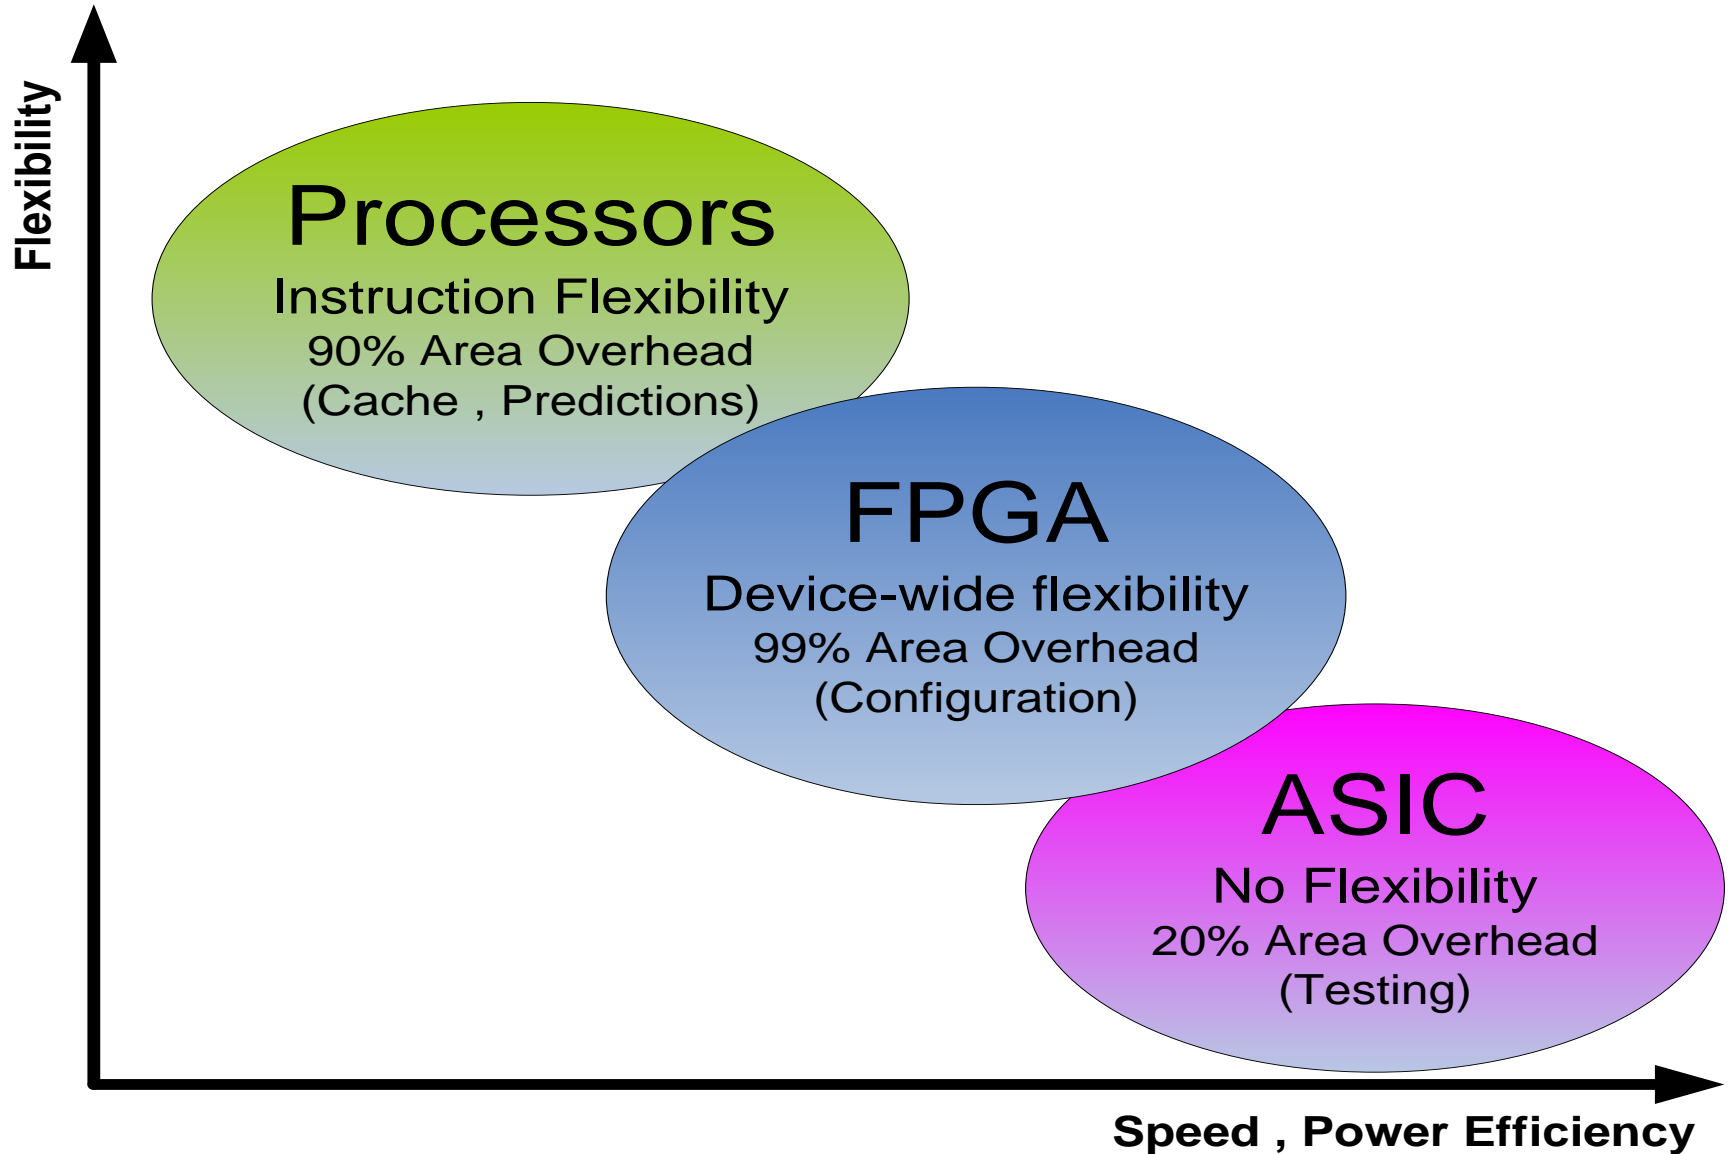 Flexibility
Processors
Instruction Flexibility
90% Area Overhead
(Cache , Predictions)
FPGA
Device-wide flexibility
99% Area Overhead
(Configuration)
ASIC
No Flexibility
20% Area Overhead
(Testing)
Speed , Power Efficiency